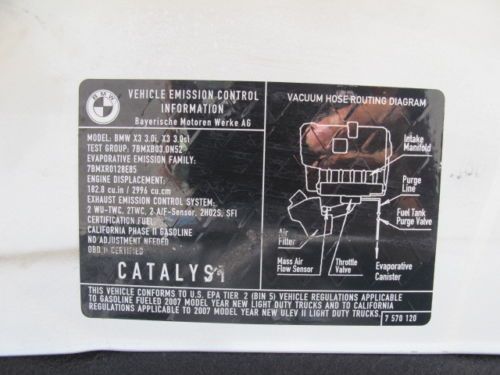 BMW
VEHICLE EMISSION CONTROL
INFORMATION
Bayerische Motoren Werke AG
MODEL: BMW X3 3.0i, X3 3.0si
TEST GROUP: 7BMXB03.0N52
EVAPORATIVE EMISSION FAMILY:
7BMXR0128E85
ENGINE DISPLACEMENT:
182.8 cu.in / 2996 cu.cm
EXHAUST EMISSION CONTROL SYSTEM:
2 WU-TWC, 2TWC, 2 A/F-Sensor, 2HO2S, SFI
CERTIFICATION FUEL:
CALIFORNIA PHASE II GASOLINE
NO ADJUSTMENT NEEDED
OBD II CERTIFIED
CATALYST
VACUUM HOSE ROUTING DIAGRAM
Intake
Manifold
Purge
Line
Fuel Tank
Purge Valve
Air
Filter
Mass Air
Flow Sensor
Throttle
Valve
Evaporative
Canister
THIS VEHICLE CONFORMS TO U.S. EPA TIER 2 (BIN 5) VEHICLE REGULATIONS APPLICABLE
TO GASOLINE FUELED 2007 MODEL YEAR NEW LIGHT DUTY TRUCKS AND TO CALIFORNIA
REGULATIONS APPLICABLE TO 2007 MODEL YEAR NEW ULEV II LIGHT DUTY TRUCKS.
7 570 120